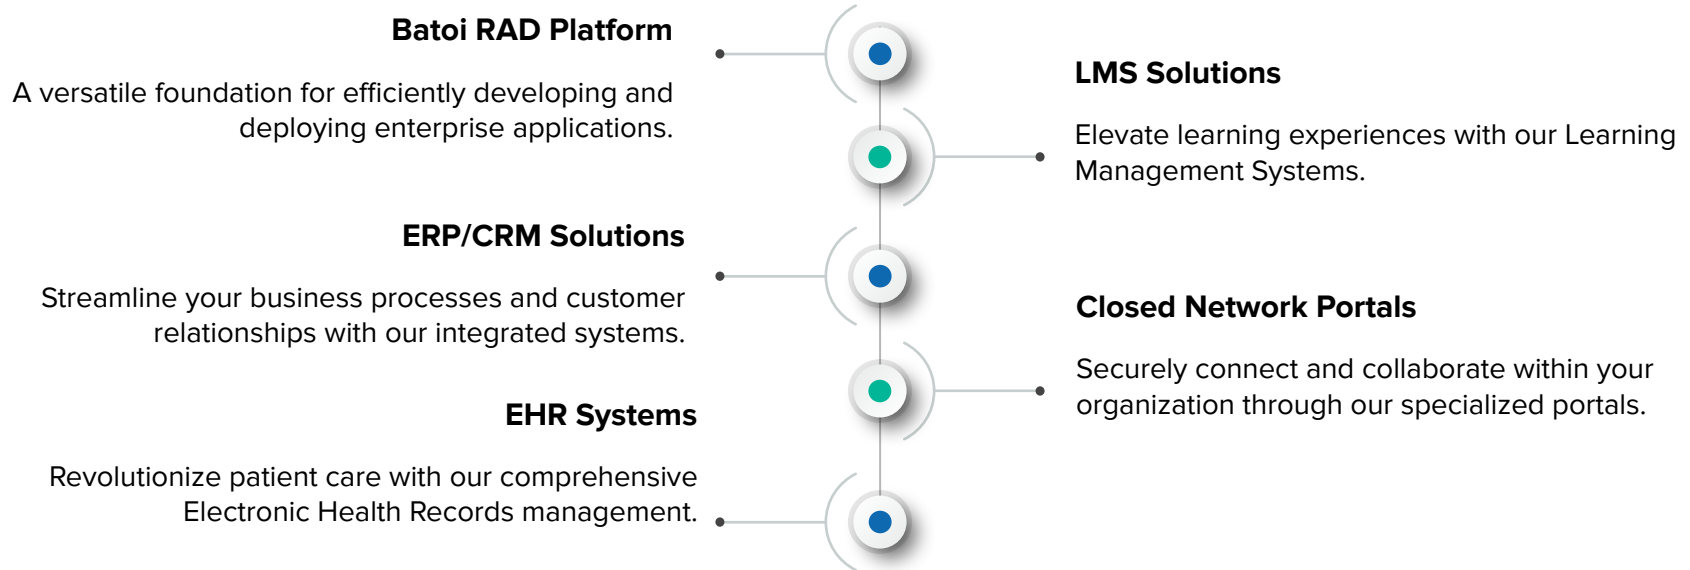 Batoi RAD Platform
A versatile foundation for efficiently developing and
deploying enterprise applications.
LMS Solutions
Elevate learning experiences with our Learning
Management Systems.
ERP/CRM Solutions
Streamline your business processes and customer
relationships with our integrated systems.
Closed Network Portals
Securely connect and collaborate within your
organization through our specialized portals.
EHR Systems
Revolutionize patient care with our comprehensive
Electronic Health Records management.